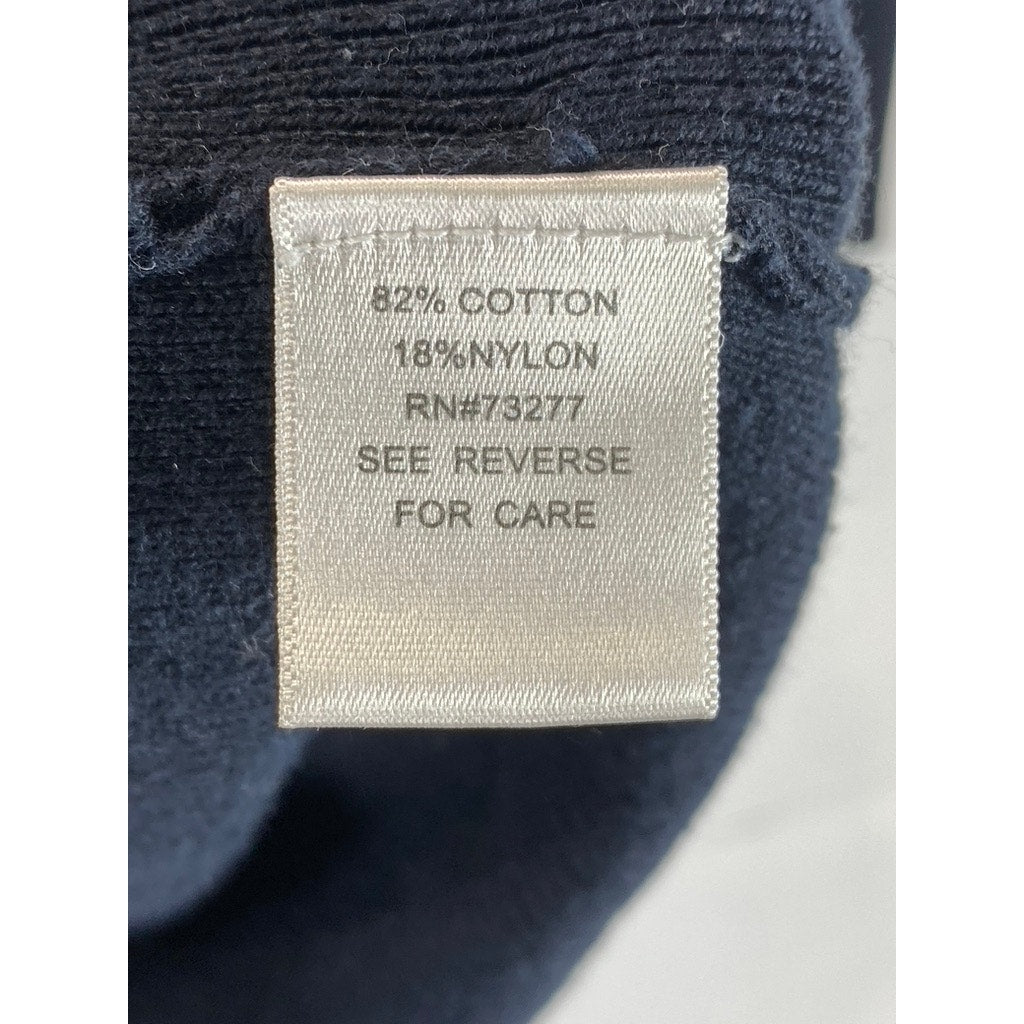 82% COTTON
18%NYLON
RN#73277
SEE REVERSE
FOR CARE